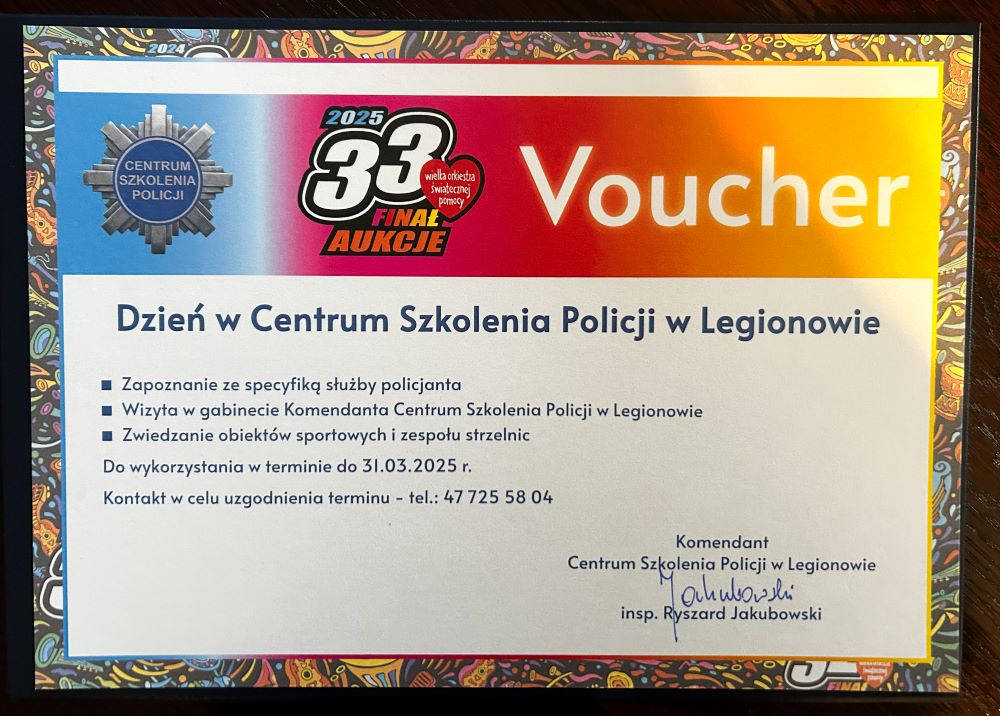 2024
CENTRUM
SZKOLENIA
POLICJI
2025
33
wielka orkiestra
świątecznej
pomocy
FINAŁ
AUKCJE
Voucher
Dzień w Centrum Szkolenia Policji w Legionowie
■ Zapoznanie ze specyfiką służby policjanta
■ Wizyta w gabinecie Komendanta Centrum Szkolenia Policji w Legionowie
■ Zwiedzanie obiektów sportowych i zespołu strzelnic
Do wykorzystania w terminie do 31.03.2025 r.
Kontakt w celu uzgodnienia terminu – tel.: 47 725 58 04
Komendant
Centrum Szkolenia Policji w Legionowie
Jakubowski
insp. Ryszard Jakubowski
FINAŁ